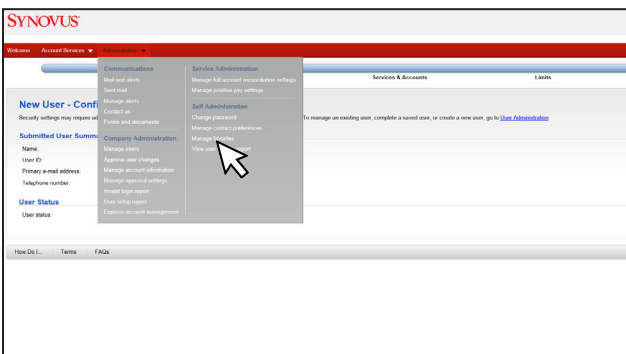 SYNOVUS
Welcome Account Services Administration
Communications
Mail and alerts
Sent mail
Manage alerts
Contact us
Forms and documents
Company Administration
Manage users
Approve user changes
Manage account information
Manage approval settings
Invalid login report
User setup report
Express account management
Service Administration
Manage full account reconciliation settings
Manage positive pay settings
Self Administration
Change password
Manage contact preferences
Manage favorites
View user
Services & Accounts
Limits
New User - Conf
Security settings may require ad
To manage an existing user, complete a saved user, or create a new user, go to User Administration
Submitted User Summ
Name:
User ID:
Primary e-mail address:
Telephone number:
User Status
User status:
How Do I... Terms FAQs